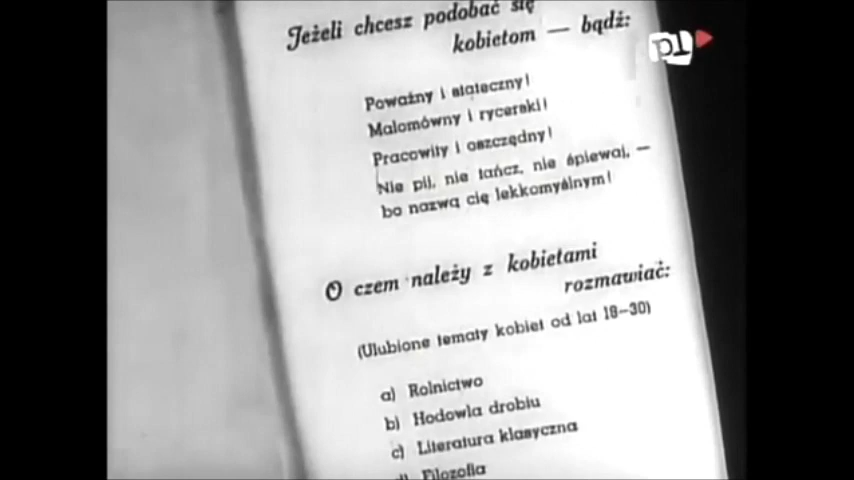 Jeżeli chcesz podobać się
kobietom — bądź:
Poważny i stateczny!
Małomówny i rycerski!
Pracowity i oszczędny!
Nie pij, nie tańcz, nie śpiewaj, —
bo nazwą cię lekkomyślnym!
O czem należy z kobietami
rozmawiać:
(Ulubione tematy kobiet od lat 18—30)
a) Rolnictwo
b) Hodowla drobiu
c) Literatura klasyczna
d) Filozofia